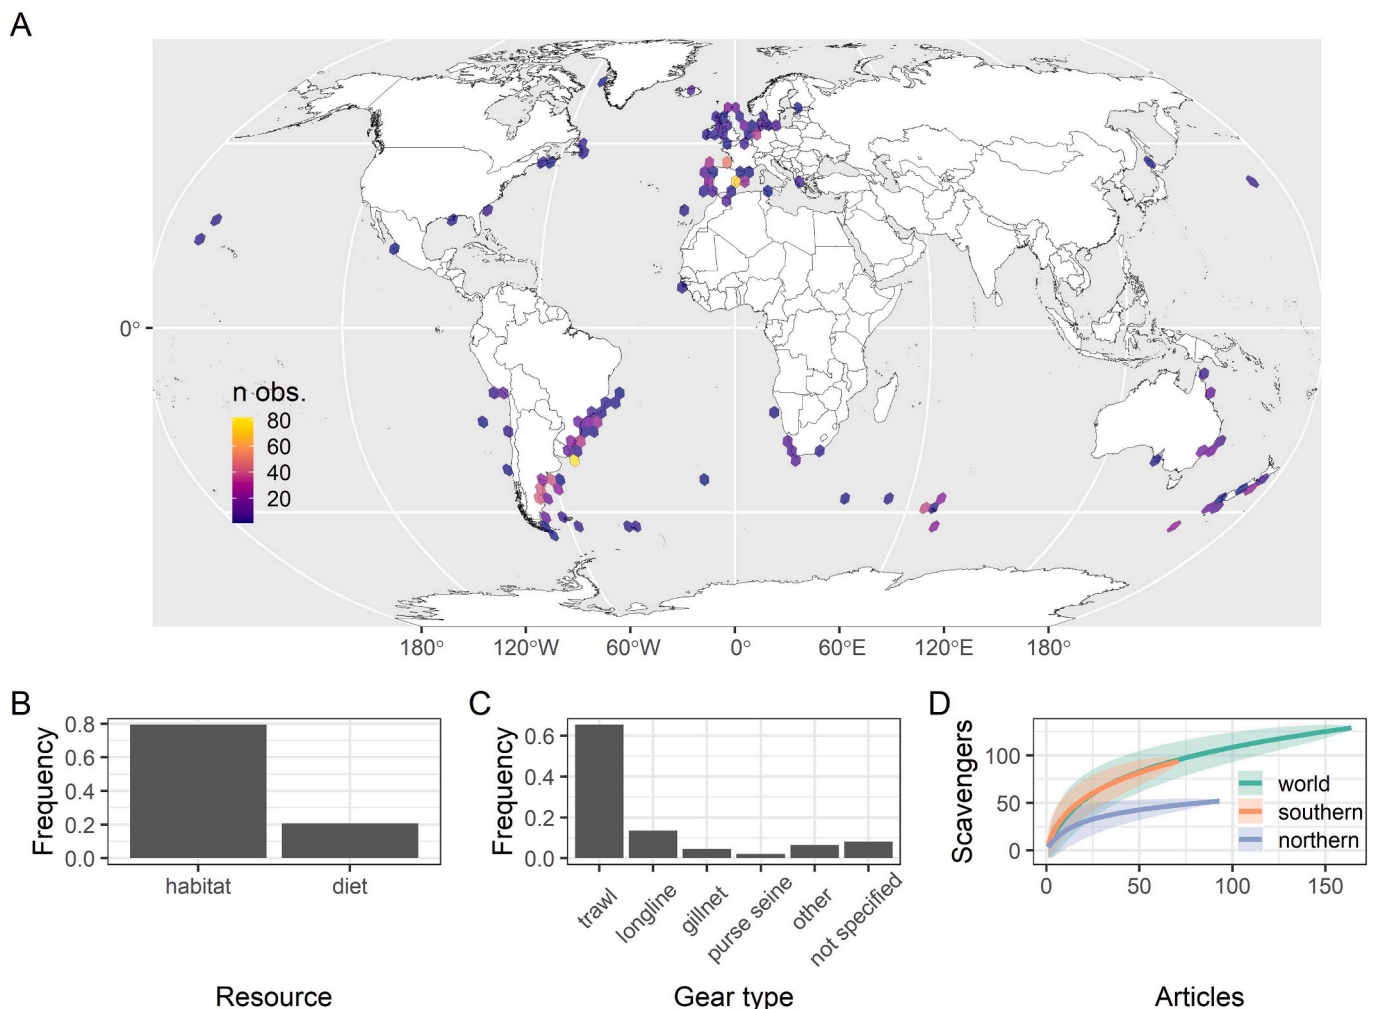 A
0°
n obs.
80
60
40
20
180° 120°W 60°W 0° 60°E 120°E 180°
B
Frequency
0.8
0.6
0.4
0.2
0.0
habitat diet
Resource
C
Frequency
0.6
0.4
0.2
0.0
trawl
longline
gillnet
purse seine
other
not specified
Gear type
D
Scavengers
100
50
0
world
southern
northern
0 50 100 150
Articles